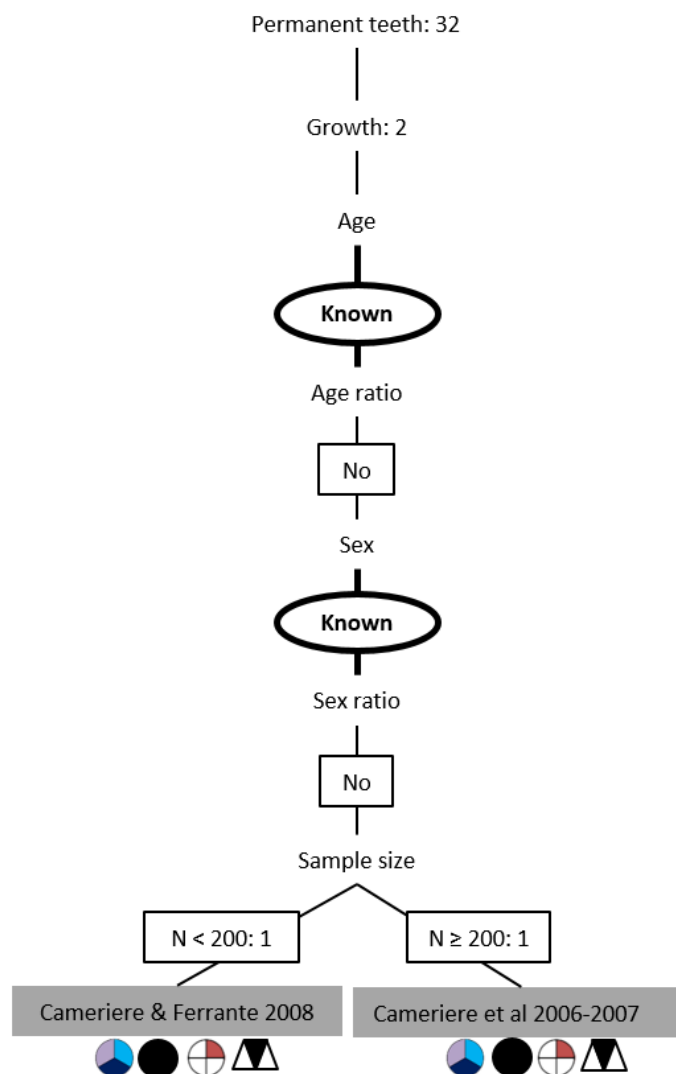 Permanent teeth: 32
Growth: 2
Age
Known
Age ratio
No
Sex
Known
Sex ratio
No
Sample size
N < 200: 1
N ≥ 200: 1
Cameriere & Ferrante 2008
Cameriere et al 2006-2007